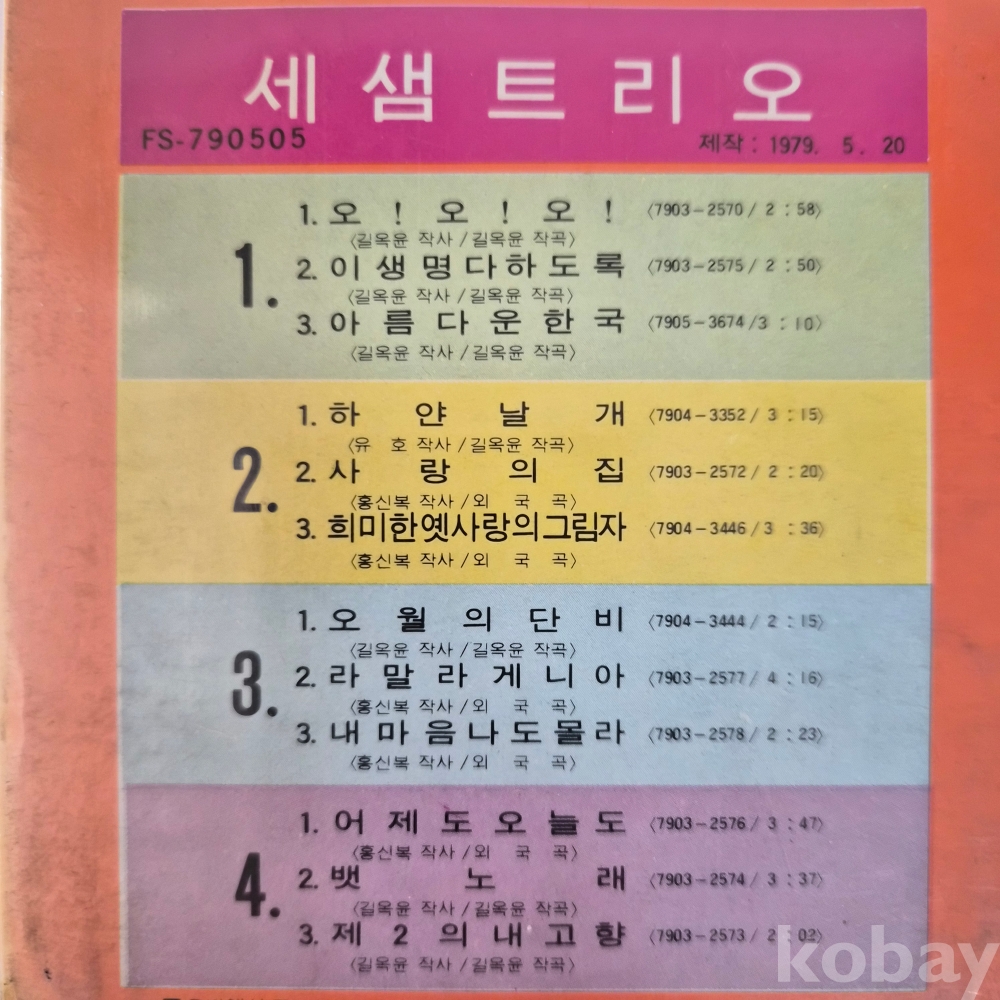 세샘트리오
FS-790505
제작: 1979. 5. 20
1.
1. 오 ! 오 ! 오 ! 〈7903-2570 / 2 : 58〉
〈길옥윤 작사 / 길옥윤 작곡〉
2. 이생명다하도록 〈7903-2575 / 2 : 50〉
〈길옥윤 작사 / 길옥윤 작곡〉
3. 아름다운한국 〈7905-3674 / 3 : 10〉
〈길옥윤 작사 / 길옥윤 작곡〉
2.
1. 하얀날개 〈7904-3352 / 3 : 15〉
〈유 호 작사 / 길옥윤 작곡〉
2. 사랑의집 〈7903-2572 / 2 : 20〉
〈홍신복 작사 / 외 국 곡〉
3. 희미한옛사랑의그림자 〈7904-3446 / 3 : 36〉
〈홍신복 작사 / 외 국 곡〉
3.
1. 오월의단비 〈7904-3444 / 2 : 15〉
〈길옥윤 작사 / 길옥윤 작곡〉
2. 라말라게니아 〈7903-2577 / 4 : 16〉
〈홍신복 작사 / 외 국 곡〉
3. 내마음나도몰라 〈7903-2578 / 2 : 23〉
〈홍신복 작사 / 외 국 곡〉
4.
1. 어제도오늘도 〈7903-2576 / 3 : 47〉
〈홍신복 작사 / 외 국 곡〉
2. 뱃노래 〈7903-2574 / 3 : 37〉
〈길옥윤 작사 / 길옥윤 작곡〉
3. 제2의내고향 〈7903-2573 / 2 : 02〉
〈길옥윤 작사 / 길옥윤 작곡〉
kobay